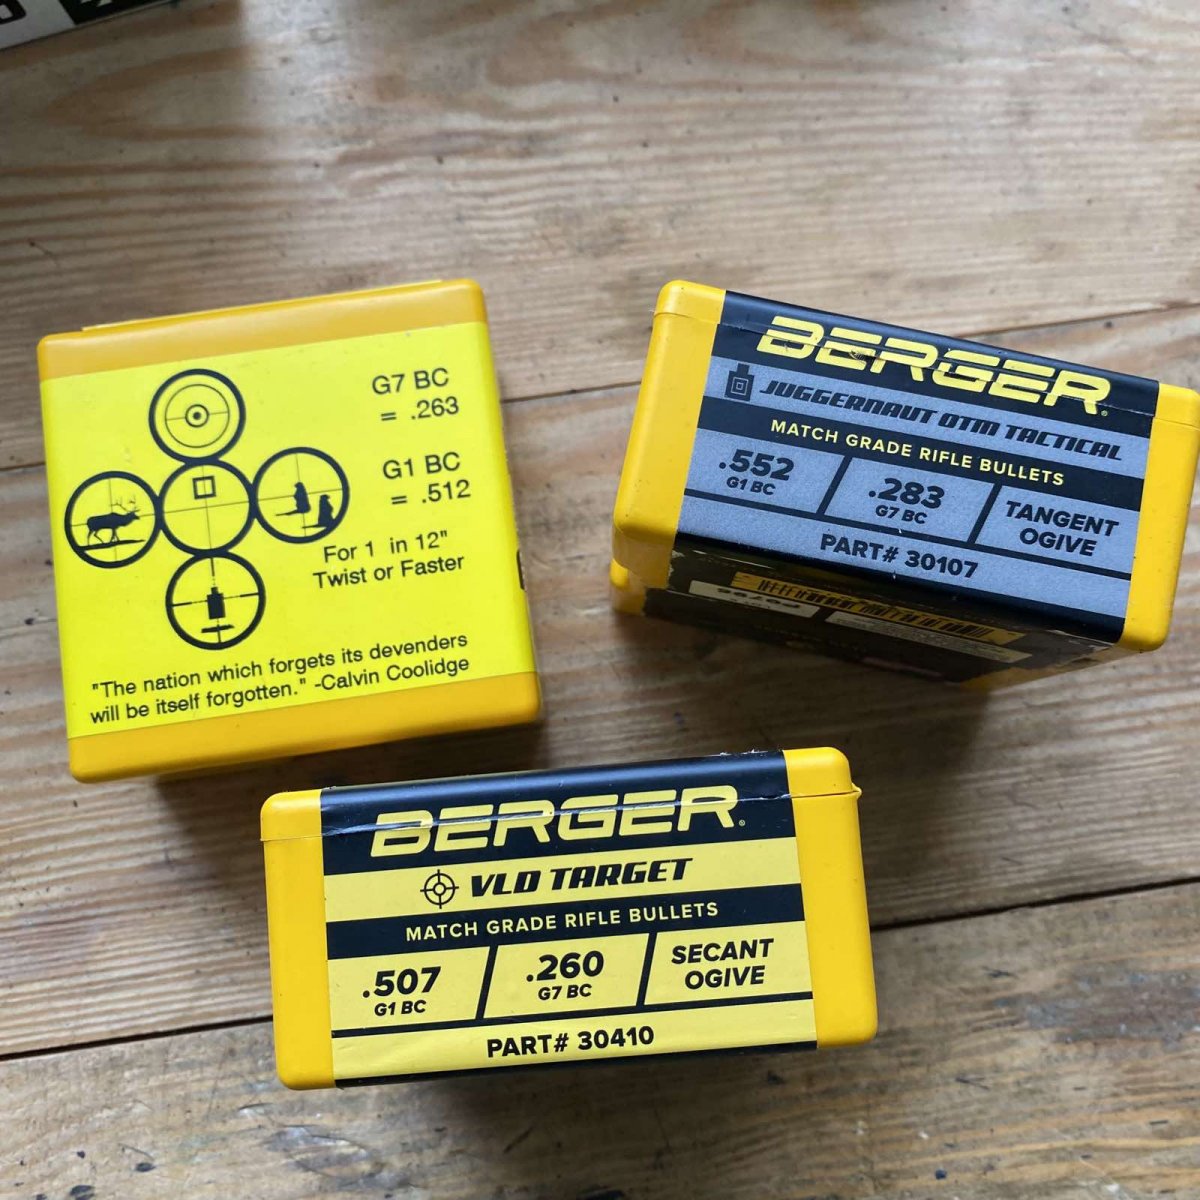 G7 BC
= .263
G1 BC
= .512
For 1 in 12"
Twist or Faster
"The nation which forgets its devenders
will be itself forgotten." -Calvin Coolidge
BERGER®
JUGGERNAUT OTM TACTICAL
MATCH GRADE RIFLE BULLETS
.552
G1 BC
.283
G7 BC
TANGENT
OGIVE
PART# 30107
BERGER®
VLD TARGET
MATCH GRADE RIFLE BULLETS
.507
G1 BC
.260
G7 BC
SECANT
OGIVE
PART# 30410